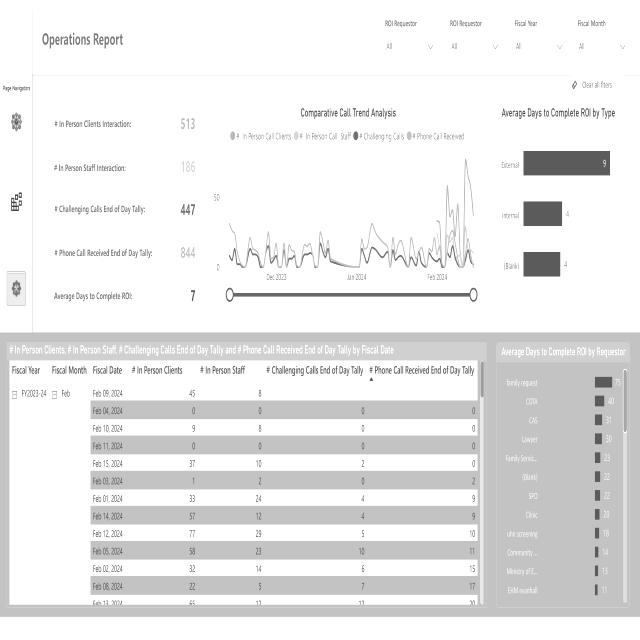 ROI Requestor ROI Requestor Fiscal Year Fiscal Month
Operations Report
All All All All
Clear all filters
Page Navigators
Comparative Call Trend Analysis
# In Person Clients # In Person Call Staff # Challenging Calls # Phone Call Received
Average Days to Complete ROI by Type
# In Person Clients Interaction: 513
# In Person Staff Interaction: 186
# Challenging Calls End of Day Tally: 447
# Phone Call Received End of Day Tally: 844
Average Days to Complete ROI: 7
50
0
Dec 2023 Jan 2024 Feb 2024
External 9
Internal 4
(Blank) 4
# In Person Clients, # In Person Staff, # Challenging Calls End of Day Tally and # Phone Call Received End of Day Tally by Fiscal Date
Fiscal Year Fiscal Month Fiscal Date # In Person Clients # In Person Staff # Challenging Calls End of Day Tally # Phone Call Received End of Day Tally
FY2023-24 Feb Feb 09, 2024 45 8
Feb 04, 2024 0 0 0 0
Feb 10, 2024 9 8 0
Feb 11, 2024 0 0 0 0
Feb 15, 2024 37 10 2 0
Feb 03, 2024 1 2 0 2
Feb 01, 2024 33 24 4 9
Feb 14, 2024 57 12 4 9
Feb 12, 2024 77 29 5 10
Feb 05, 2024 58 23 10 11
Feb 02, 2024 32 14 6 15
Feb 08, 2024 22 5 7 17
Feb 13, 2024 65 12 12 20
Average Days to Complete ROI by Requestor
family request 75
COTA 40
CAS 31
Lawyer 30
Family Servic... 23
(Blank) 22
SPO 22
Clinic 20
uhn screening 18
Community ... 14
Ministry of E... 13
11